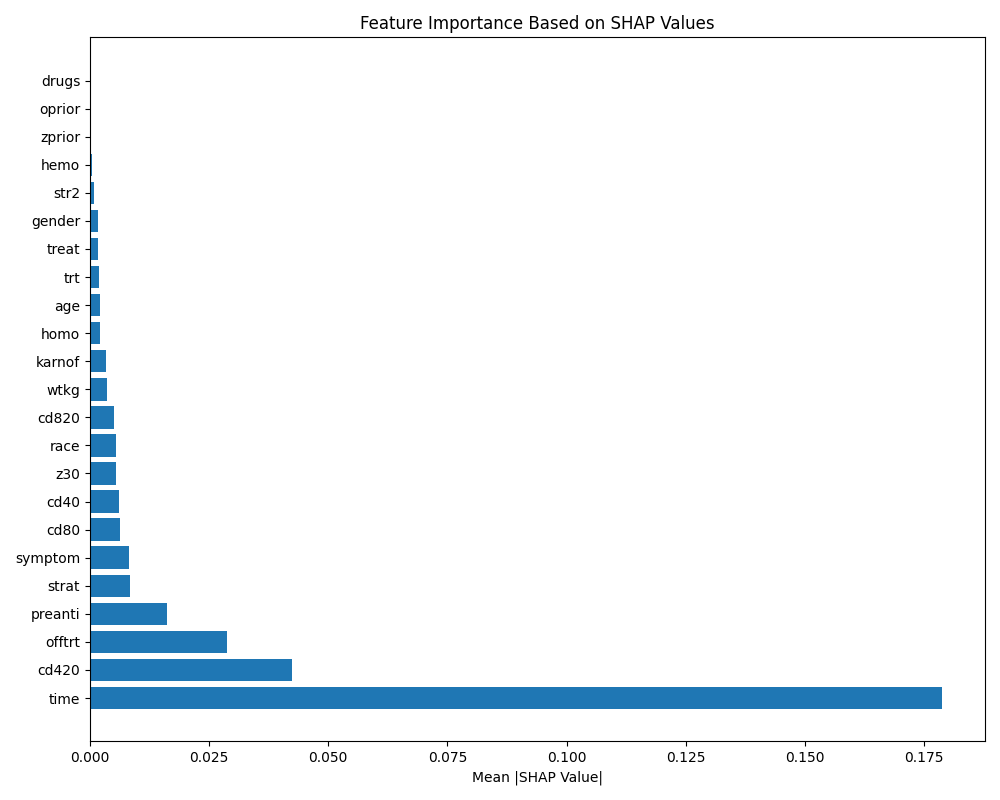 Feature Importance Based on SHAP Values
drugs
oprior
zprior
hemo
str2
gender
treat
trt
age
homo
karnof
wtkg
cd820
race
z30
cd40
cd80
symptom
strat
preanti
offtrt
cd420
time
0.000 0.025 0.050 0.075 0.100 0.125 0.150 0.175
Mean |SHAP Value|